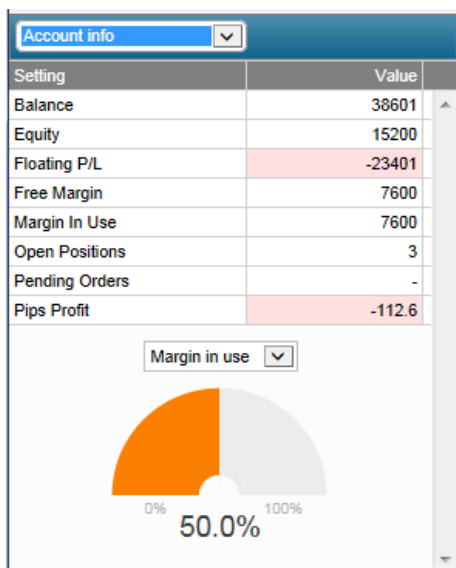 Account info
Setting Value
Balance 38601
Equity 15200
Floating P/L -23401
Free Margin 7600
Margin In Use 7600
Open Positions 3
Pending Orders -
Pips Profit -112.6
Margin in use
0% 100%
50.0%